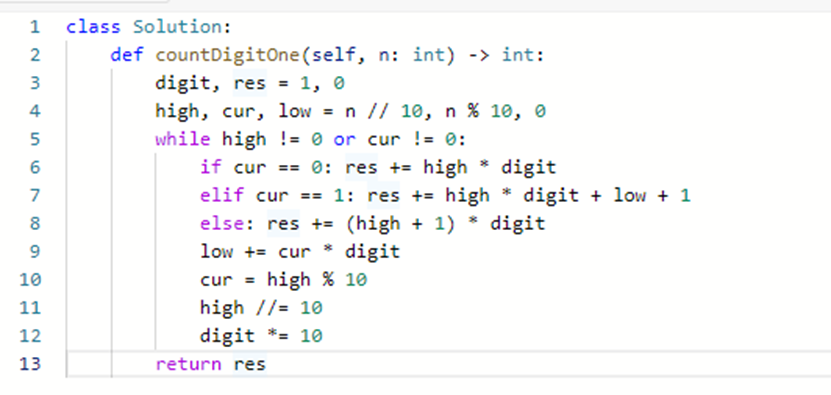 1 class Solution:
2     def countDigitOne(self, n: int) -> int:
3         digit, res = 1, 0
4         high, cur, low = n // 10, n % 10, 0
5         while high != 0 or cur != 0:
6             if cur == 0: res += high * digit
7             elif cur == 1: res += high * digit + low + 1
8             else: res += (high + 1) * digit
9             low += cur * digit
10             cur = high % 10
11             high //= 10
12             digit *= 10
13         return res